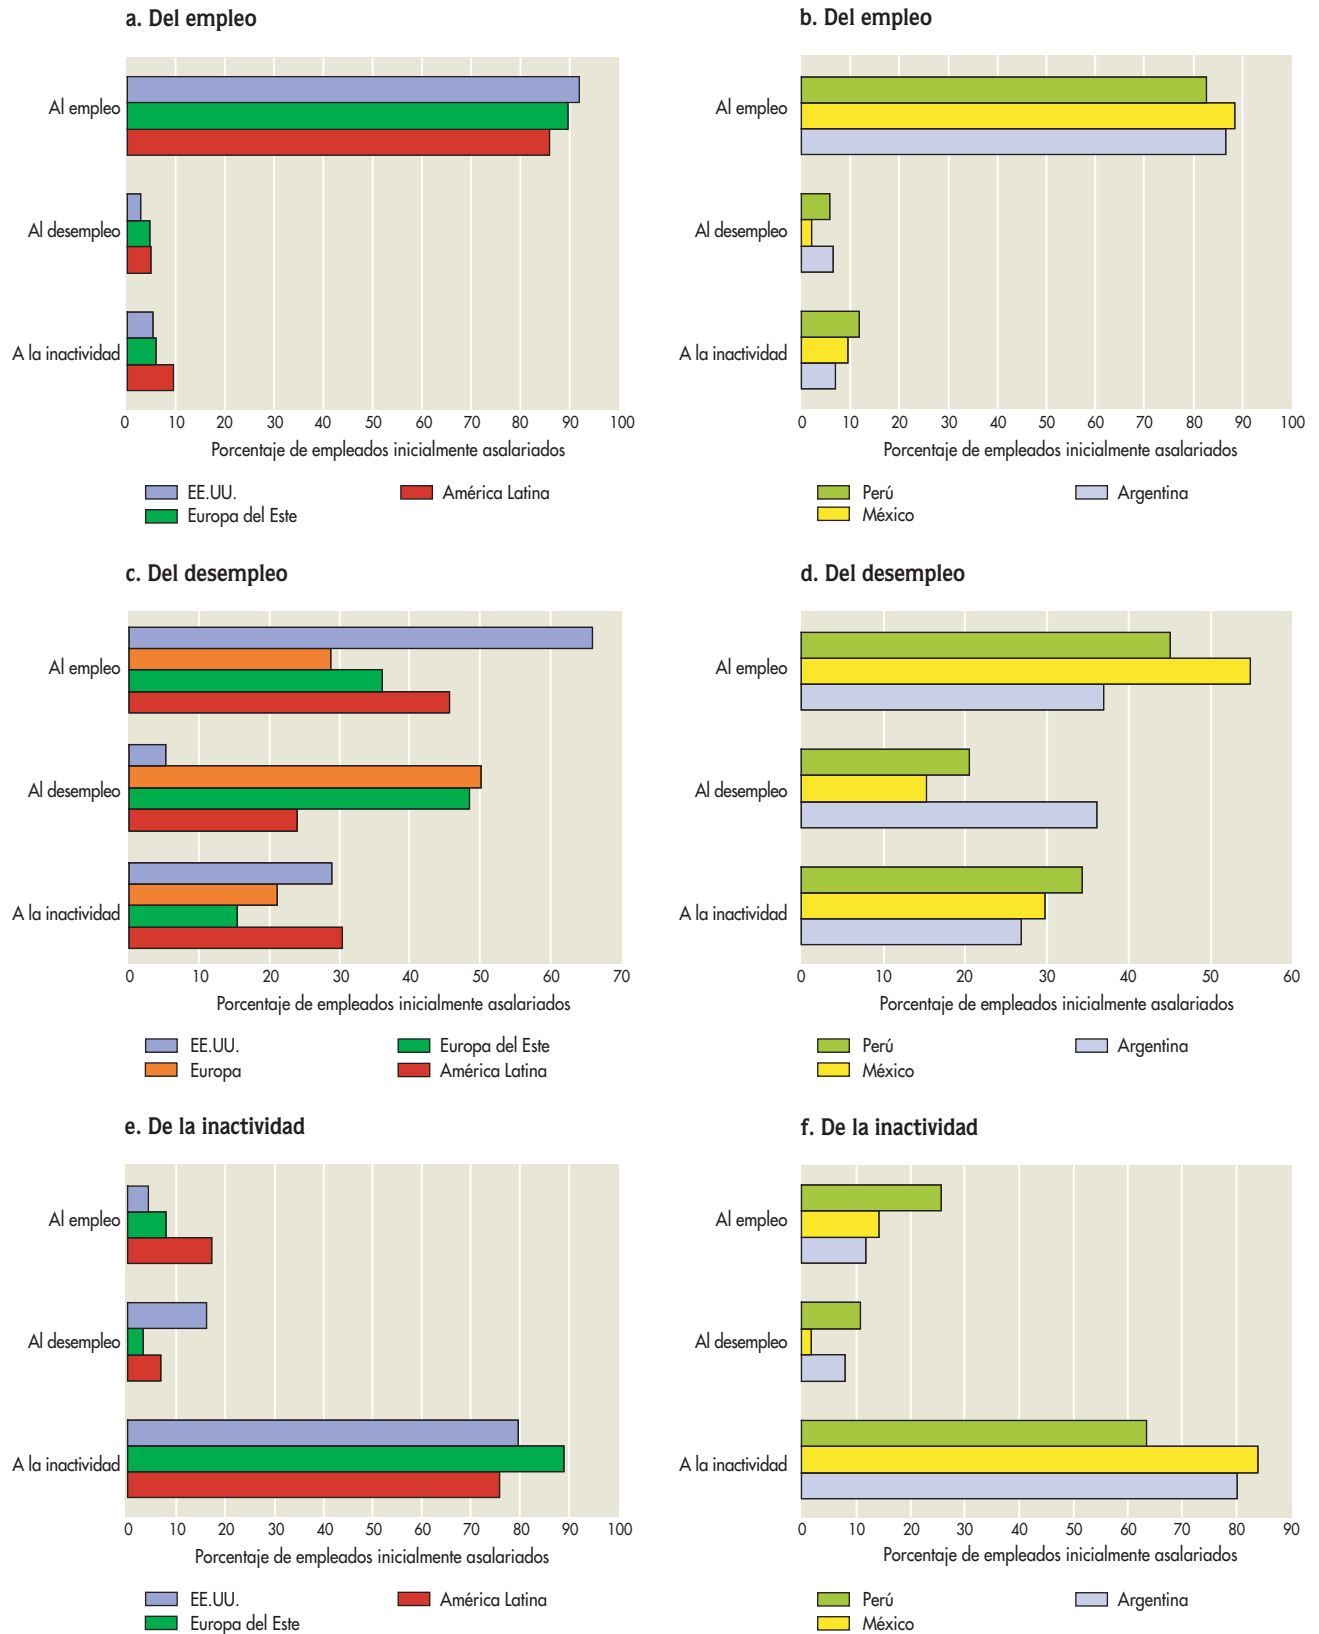 a. Del empleo
Al empleo
Al desempleo
A la inactividad
0 10 20 30 40 50 60 70 80 90 100
Porcentaje de empleados inicialmente asalariados
EE.UU.
América Latina
Europa del Este
b. Del empleo
Al empleo
Al desempleo
A la inactividad
0 10 20 30 40 50 60 70 80 90 100
Porcentaje de empleados inicialmente asalariados
Perú
Argentina
México
c. Del desempleo
Al empleo
Al desempleo
A la inactividad
0 10 20 30 40 50 60 70
Porcentaje de empleados inicialmente asalariados
EE.UU.
Europa del Este
Europa
América Latina
d. Del desempleo
Al empleo
Al desempleo
A la inactividad
0 10 20 30 40 50 60
Porcentaje de empleados inicialmente asalariados
Perú
Argentina
México
e. De la inactividad
Al empleo
Al desempleo
A la inactividad
0 10 20 30 40 50 60 70 80 90 100
Porcentaje de empleados inicialmente asalariados
EE.UU.
América Latina
Europa del Este
f. De la inactividad
Al empleo
Al desempleo
A la inactividad
0 10 20 30 40 50 60 70 80 90
Porcentaje de empleados inicialmente asalariados
Perú
Argentina
México